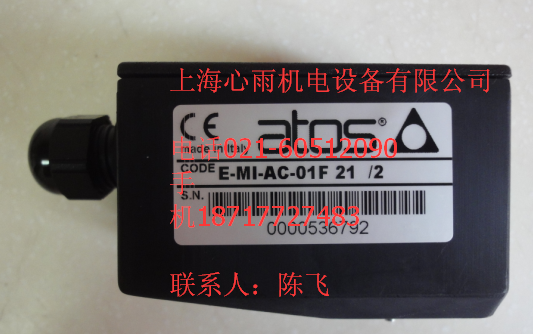 上海心雨机电设备有限公司
CE atos®
made in Italy
电话021-60512090
CODE E-MI-AC-01F 21 /2
手
S.N.
机18717727483
0000536792
联系人：陈飞